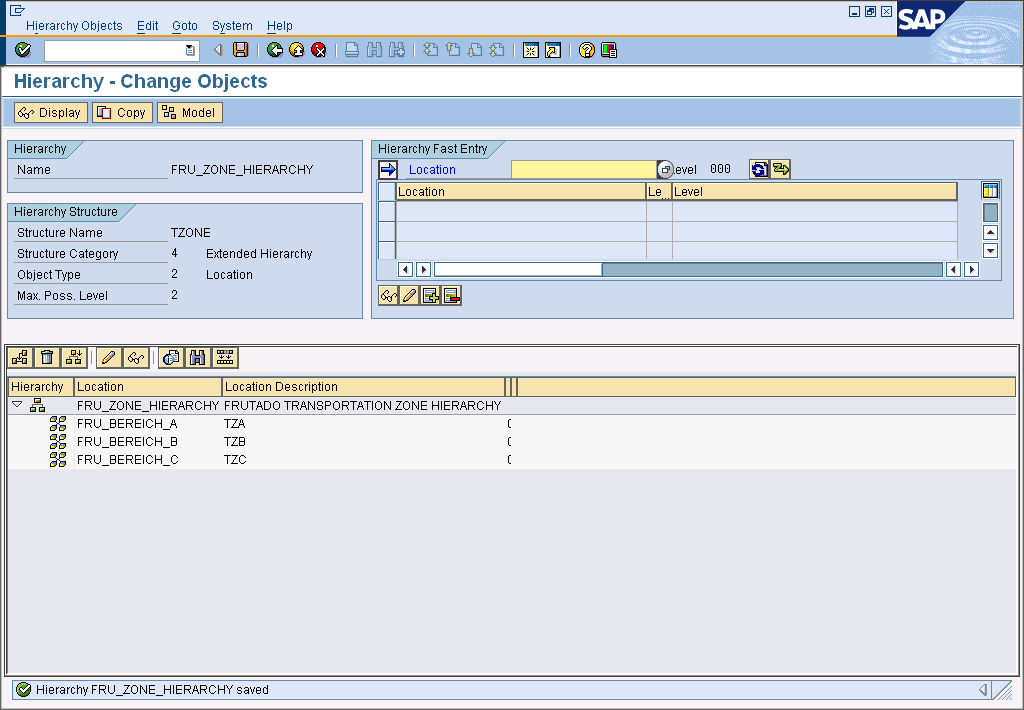 Hierarchy Objects Edit Goto System Help
SAP
Hierarchy - Change Objects
Display Copy Model
Hierarchy
Name FRU_ZONE_HIERARCHY
Hierarchy Structure
Structure Name TZONE
Structure Category 4 Extended Hierarchy
Object Type 2 Location
Max. Poss. Level 2
Hierarchy Fast Entry
Location evel 000
Location Le... Level
Hierarchy Location Location Description
FRU_ZONE_HIERARCHY FRUTADO TRANSPORTATION ZONE HIERARCHY
FRU_BEREICH_A TZA
FRU_BEREICH_B TZB
FRU_BEREICH_C TZC
Hierarchy FRU_ZONE_HIERARCHY saved